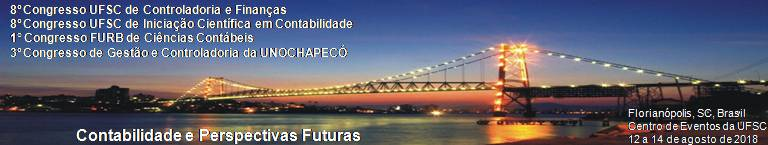 8º Congresso UFSC de Controladoria e Finanças
8º Congresso UFSC de Iniciação Científica em Contabilidade
1º Congresso FURB de Ciências Contábeis
3º Congresso de Gestão e Controladoria da UNOCHAPECÓ
Florianópolis, SC, Brasil
Centro de Eventos da UFSC
12 a 14 de agosto de 2018
Contabilidade e Perspectivas Futuras